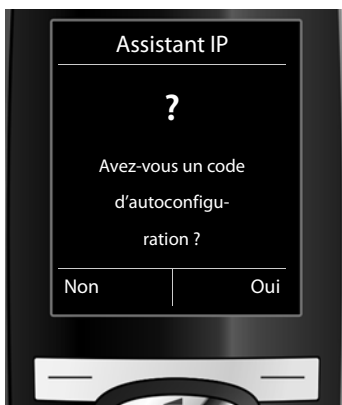 Assistant IP
?
Avez-vous un code
d'autoconfigu-
ration ?
Non Oui